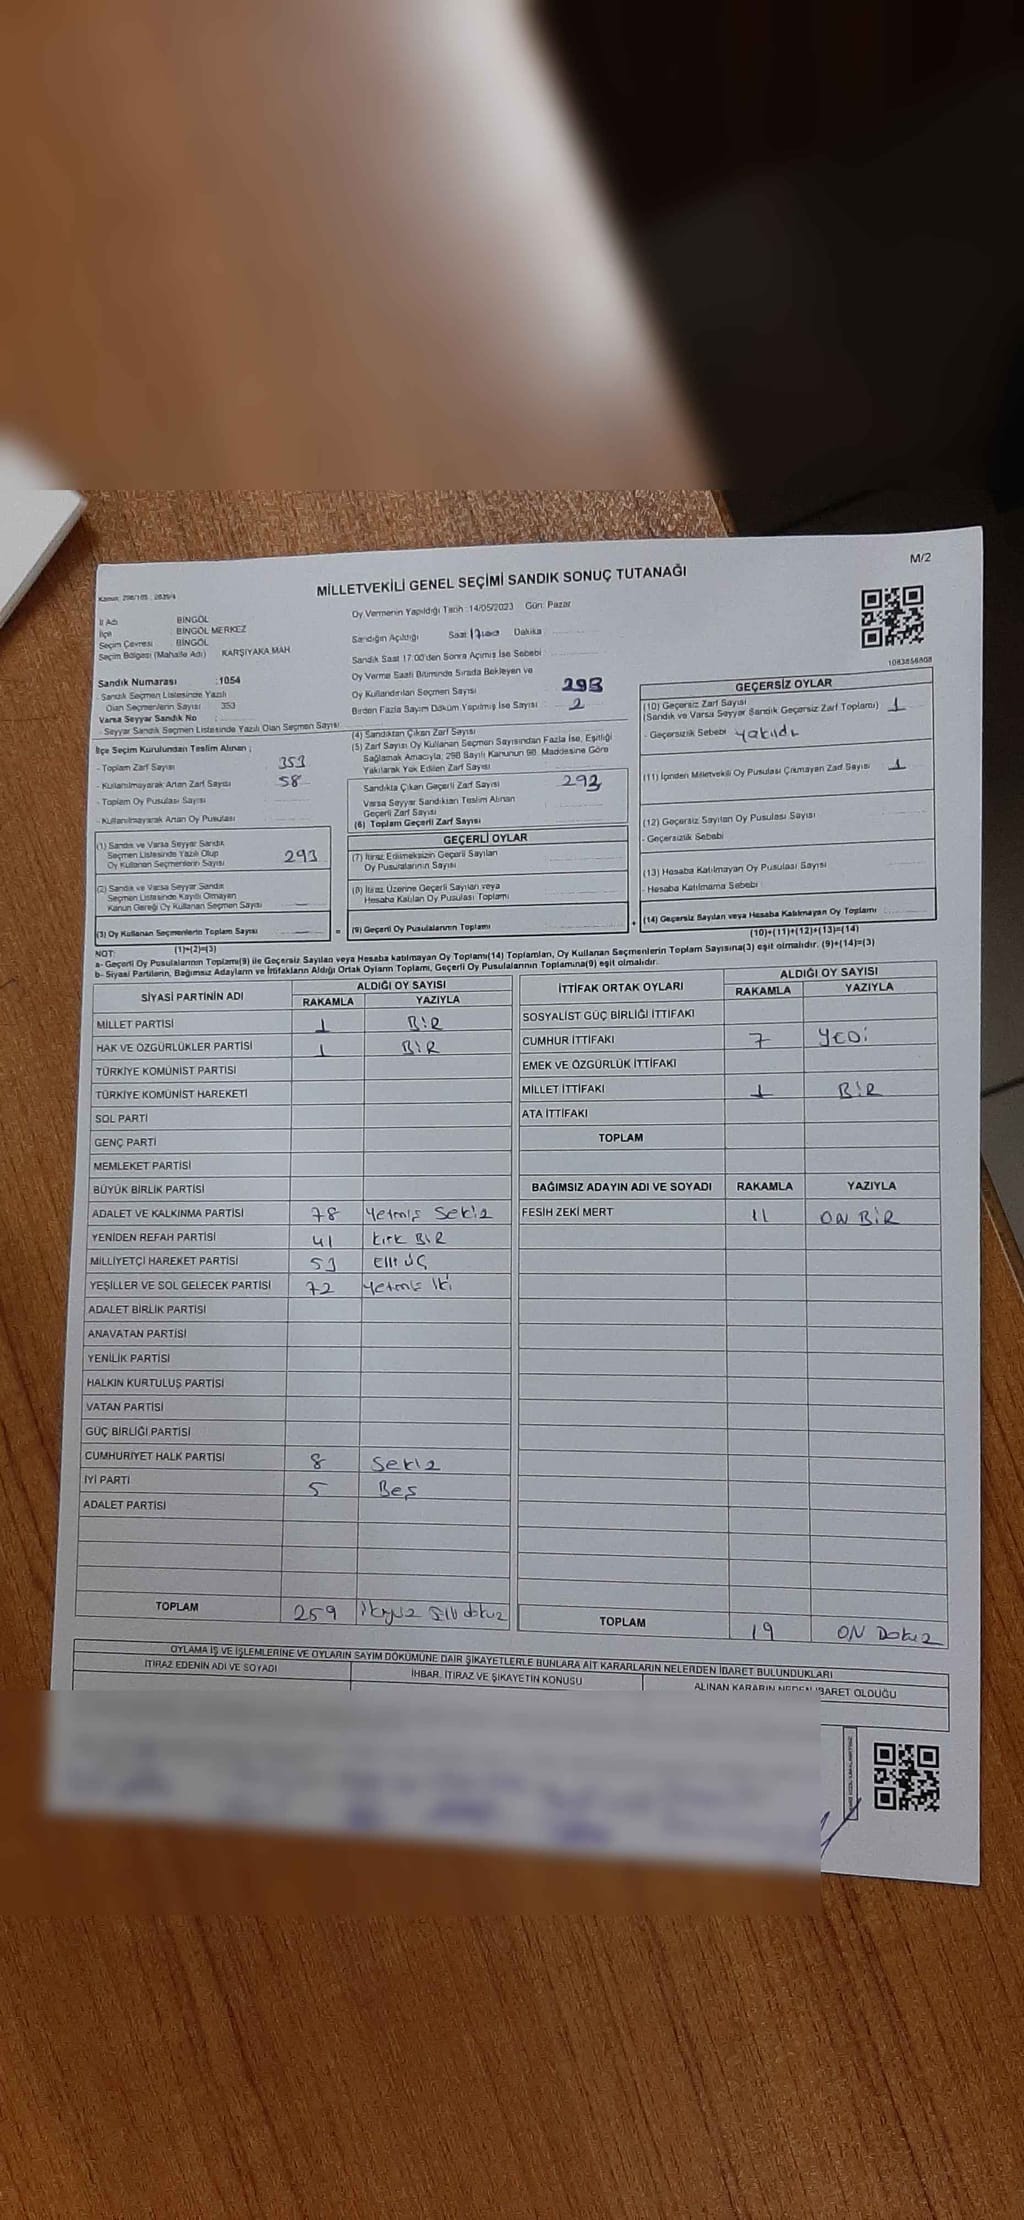 M/2
MİLLETVEKİLİ GENEL SEÇİMİ SANDIK SONUÇ TUTANAĞI
İl Adı BİNGÖL
İlçe BİNGÖL MERKEZ
Seçim Çevresi BİNGÖL
Seçim Bölgesi (Mahalle Adı) KARŞIYAKA MAH
Oy Vermenin Yapıldığı Tarih :14/05/2023 Gün: Pazar
Sandığın Açıldığı Saat Dakika
Sandık Saat 17:00'den Sonra Açımış İse Sebebi
Sandık Numarası :1054
- Sandık Seçmen Listesinde Yazılı
Olan Seçmenlerin Sayısı 353
Varsa Seyyar Sandık No
- Seyyar Sandık Seçmen Listesinde Yazılı Olan Seçmen Sayısı
Oy Verme Saati Bitiminde Sırada Bekleyen ve
Oy Kullandırılan Seçmen Sayısı 293
Birden Fazla Sayım Döküm Yapılmış İse Sayısı 2
1083856808
İlçe Seçim Kurulundan Teslim Alınan ;
- Toplam Zarf Sayısı 353
- Kullanılmayarak Artan Zarf Sayısı 58
- Toplam Oy Pusulası Sayısı
- Kullanılmayarak Artan Oy Pusulası
(1) Sandık ve Varsa Seyyar Sandık
Seçmen Listesinde Yazılı Olup
Oy Kullanan Seçmenlerin Sayısı 293
(2) Sandık ve Varsa Seyyar Sandık
Seçmen Listesinde Kayıtlı Olmayan
Kanun Gereği Oy Kullanan Seçmen Sayısı
(3) Oy Kullanan Seçmenlerin Toplam Sayısı
(1)+(2)=(3)
(4) Sandıktan Çıkan Zarf Sayısı
(5) Zarf Sayısı Oy Kullanan Seçmen Sayısından Fazla İse, Eşitliği
Sağlamak Amacıyla, 298 Sayılı Kanunun 98. Maddesine Göre
Yakılarak Yok Edilen Zarf Sayısı
Sandıkta Çıkan Geçerli Zarf Sayısı 292
Varsa Seyyar Sandıktan Teslim Alınan
Geçerli Zarf Sayısı
(6) Toplam Geçerli Zarf Sayısı
GEÇERLİ OYLAR
(7) İtiraz Edilmeksizin Geçerli Sayılan
Oy Pusulalarının Sayısı
(8) İtiraz Üzerine Geçerli Sayılan veya
Hesaba Katılan Oy Pusulası Toplamı
= (9) Geçerli Oy Pusulalarının Toplamı
GEÇERSİZ OYLAR
(10) Geçersiz Zarf Sayısı
(Sandık ve Varsa Seyyar Sandık Geçersiz Zarf Toplamı) 1
- Geçersizlik Sebebi yakıldı
(11) İçinden Milletvekili Oy Pusulası Çıkmayan Zarf Sayısı 1
(12) Geçersiz Sayılan Oy Pusulası Sayısı
- Geçersizlik Sebebi
(13) Hesaba Katılmayan Oy Pusulası Sayısı
- Hesaba Katılmama Sebebi
+ (14) Geçersiz Sayılan veya Hesaba Katılmayan Oy Toplamı
(10)+(11)+(12)+(13)=(14)
NOT:
a- Geçerli Oy Pusulalarının Toplamı(9) ile Geçersiz Sayılan veya Hesaba katılmayan Oy Toplamı(14) Toplamları, Oy Kullanan Seçmenlerin Toplam Sayısına(3) eşit olmalıdır. (9)+(14)=(3)
b- Siyasi Partilerin, Bağımsız Adayların ve İttifakların Aldığı Ortak Oyların Toplamı, Geçerli Oy Pusulalarının Toplamına(9) eşit olmalıdır.
SİYASİ PARTİNİN ADI ALDIĞI OY SAYISI
RAKAMLA YAZIYLA
MİLLET PARTİSİ 1 BİR
HAK VE ÖZGÜRLÜKLER PARTİSİ 1 BİR
TÜRKİYE KOMÜNİST PARTİSİ
TÜRKİYE KOMÜNİST HAREKETİ
SOL PARTİ
GENÇ PARTİ
MEMLEKET PARTİSİ
BÜYÜK BİRLİK PARTİSİ
ADALET VE KALKINMA PARTİSİ 78 Yetmiş Sekiz
YENİDEN REFAH PARTİSİ 41 kırk BİR
MİLLİYETÇİ HAREKET PARTİSİ 53 Elli üç
YEŞİLLER VE SOL GELECEK PARTİSİ 72 Yetmiş İki
ADALET BİRLİK PARTİSİ
ANAVATAN PARTİSİ
YENİLİK PARTİSİ
HALKIN KURTULUŞ PARTİSİ
VATAN PARTİSİ
GÜÇ BİRLİĞİ PARTİSİ
CUMHURİYET HALK PARTİSİ 8 Sekiz
İYİ PARTİ 5 Beş
ADALET PARTİSİ
TOPLAM 259 İkiyüz Elli dokuz
İTTİFAK ORTAK OYLARI ALDIĞI OY SAYISI
RAKAMLA YAZIYLA
SOSYALİST GÜÇ BİRLİĞİ İTTİFAKI
CUMHUR İTTİFAKI 7 YEDİ
EMEK VE ÖZGÜRLÜK İTTİFAKI
MİLLET İTTİFAKI 1 BİR
ATA İTTİFAKI
TOPLAM
BAĞIMSIZ ADAYIN ADI VE SOYADI RAKAMLA YAZIYLA
FESİH ZEKİ MERT 11 ON BİR
TOPLAM 19 ON Dokuz
OYLAMA İŞ VE İŞLEMLERİNE VE OYLARIN SAYIM DÖKÜMÜNE DAİR ŞİKAYETLERLE BUNLARA AİT KARARLARIN NELERDEN İBARET BULUNDUKLARI
İTİRAZ EDENİN ADI VE SOYADI İHBAR, İTİRAZ VE ŞİKAYETİN KONUSU ALINAN KARARIN NEDEN İBARET OLDUĞU